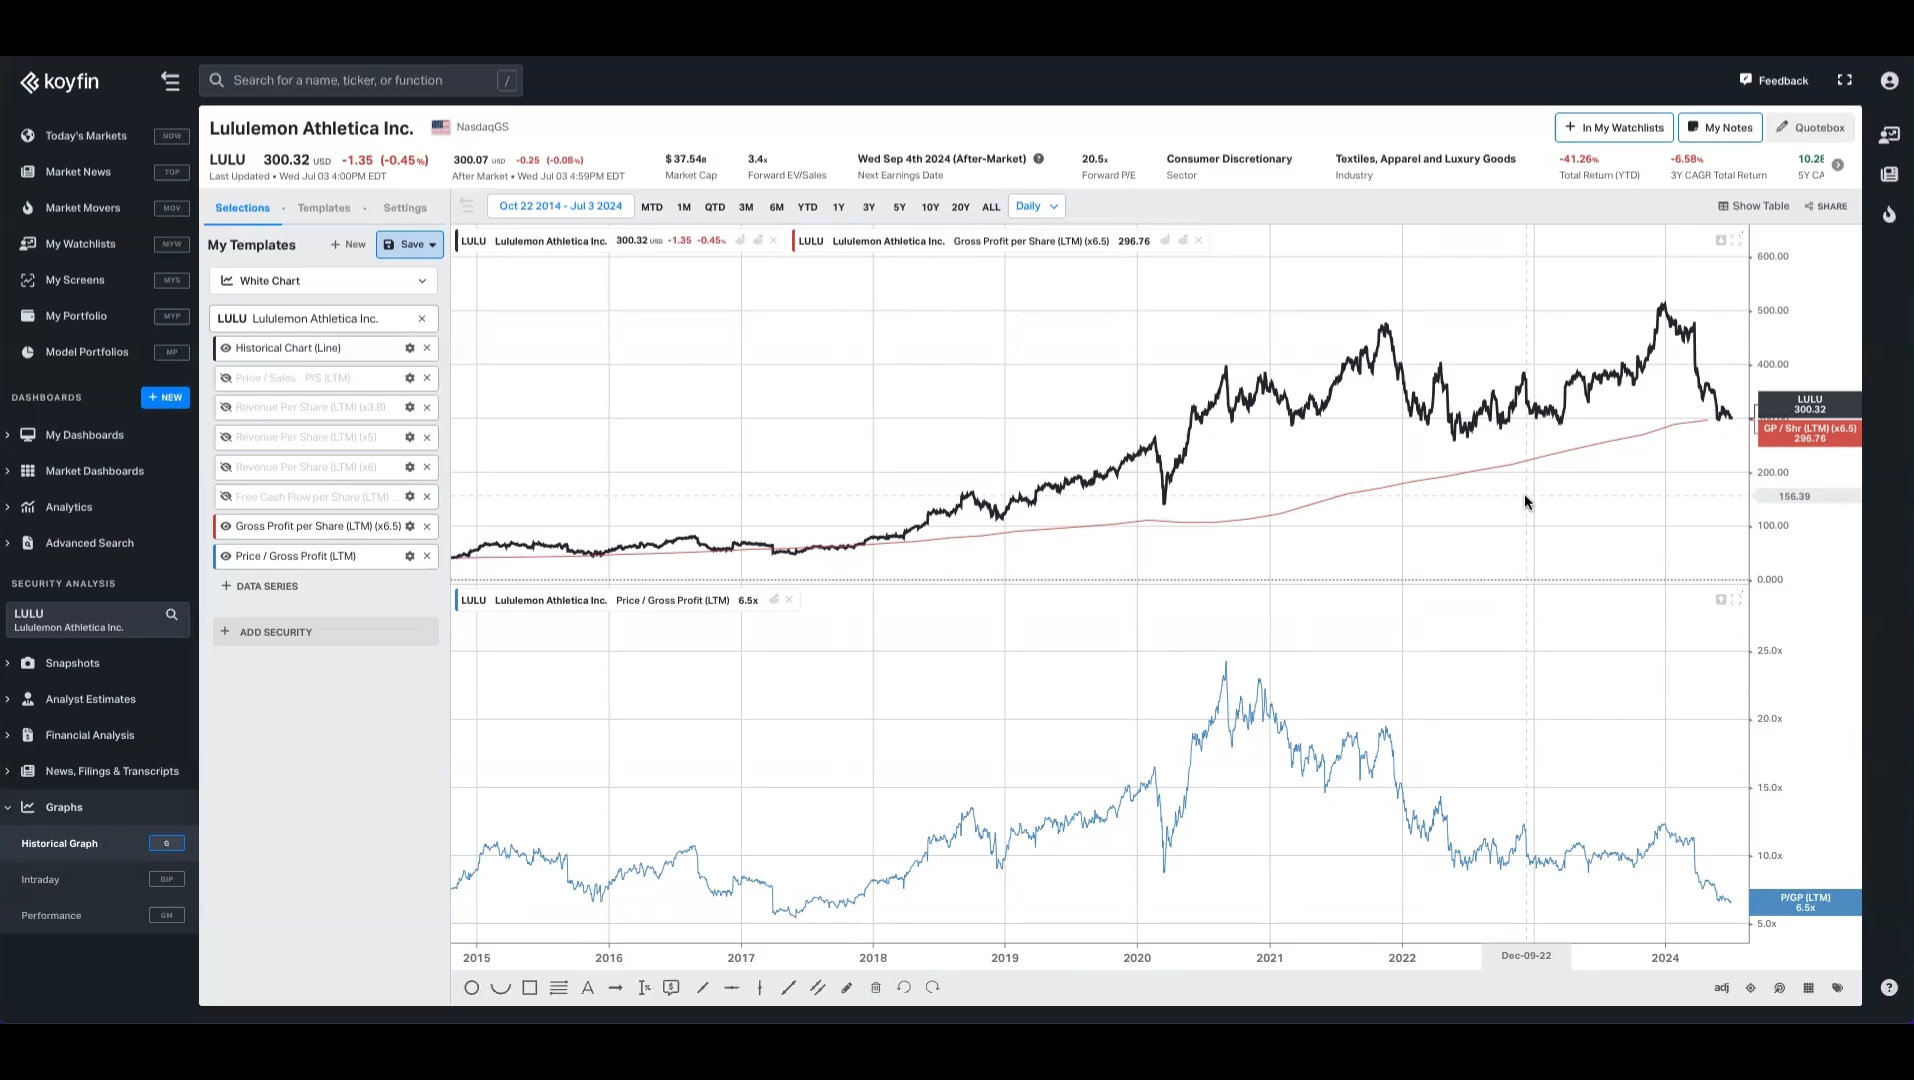 koyfin
Search for a name, ticker, or function /
Feedback
Today's Markets NOW
Market News TOP
Market Movers MOV
My Watchlists MYW
My Screens MYS
My Portfolio MYP
Model Portfolios MP
DASHBOARDS + NEW
My Dashboards
Market Dashboards
Analytics
Advanced Search
SECURITY ANALYSIS
LULU
Lululemon Athletica Inc.
Snapshots
Analyst Estimates
Financial Analysis
News, Filings & Transcripts
Graphs
Historical Graph G
Intraday GIP
Performance GM
Lululemon Athletica Inc. NasdaqGS
+ In My Watchlists My Notes Quotebox
LULU 300.32 USD -1.35 (-0.45%)
Last Updated • Wed Jul 03 4:00PM EDT
300.07 USD -0.25 (-0.08%)
After Market • Wed Jul 03 4:59PM EDT
$ 37.54B
Market Cap
3.4x
Forward EV/Sales
Wed Sep 4th 2024 (After-Market) ?
Next Earnings Date
20.5x
Forward P/E
Consumer Discretionary
Sector
Textiles, Apparel and Luxury Goods
Industry
-41.26%
Total Return (YTD)
-6.58%
3Y CAGR Total Return
10.28
5Y CA
Selections Templates Settings
Oct 22 2014 - Jul 3 2024 MTD 1M QTD 3M 6M YTD 1Y 3Y 5Y 10Y 20Y ALL Daily
Show Table SHARE
My Templates + New Save
White Chart
LULU Lululemon Athletica Inc.
Historical Chart (Line)
Price / Sales - P/S (LTM)
Revenue Per Share (LTM) (x3.8)
Revenue Per Share (LTM) (x5)
Revenue Per Share (LTM) (x6)
Free Cash Flow per Share (LTM) ...
Gross Profit per Share (LTM) (x6.5)
Price / Gross Profit (LTM)
+ DATA SERIES
+ ADD SECURITY
LULU Lululemon Athletica Inc. 300.32 USD -1.35 -0.45%
LULU Lululemon Athletica Inc. Gross Profit per Share (LTM) (x6.5) 296.76
600.00
500.00
400.00
LULU
300.32
GP / Shr (LTM) (x6.5)
296.76
200.00
156.39
100.00
0.000
LULU Lululemon Athletica Inc. Price / Gross Profit (LTM) 6.5x
25.0x
20.0x
15.0x
10.0x
P/GP (LTM)
6.5x
5.0x
2015 2016 2017 2018 2019 2020 2021 2022 Dec-09-22 2024
adj
?